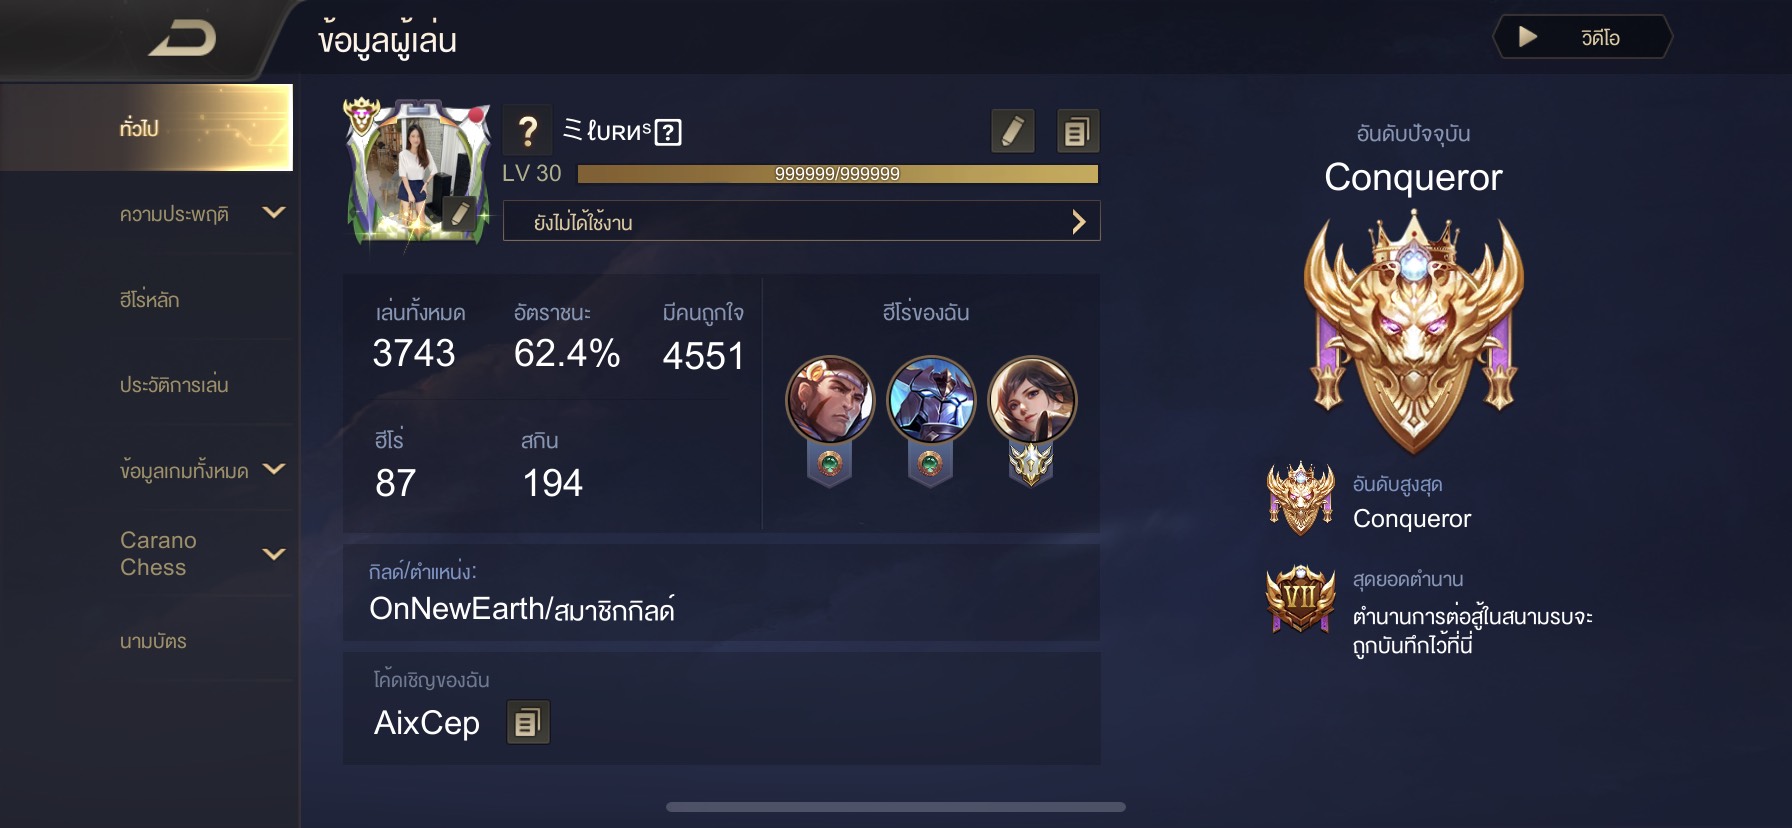 ข้อมูลผู้เล่น
วิดีโอ
ทั่วไป
ความประพฤติ
ฮีโร่หลัก
ประวัติการเล่น
ข้อมูลเกมทั้งหมด
Carano
Chess
นามบัตร
?
ミℓᴜʀиˢ?
LV 30
999999/999999
ยังไม่ได้ใช้งาน
เล่นทั้งหมด อัตราชนะ มีคนถูกใจ
3743 62.4% 4551
ฮีโร่ สกิน
87 194
ฮีโร่ของฉัน
กิลด์/ตำแหน่ง:
OnNewEarth/สมาชิกกิลด์
โค้ดเชิญของฉัน
AixCep
อันดับปัจจุบัน
Conqueror
อันดับสูงสุด
Conqueror
VII
สุดยอดตำนาน
ตำนานการต่อสู้ในสนามรบจะ
ถูกบันทึกไว้ที่นี่